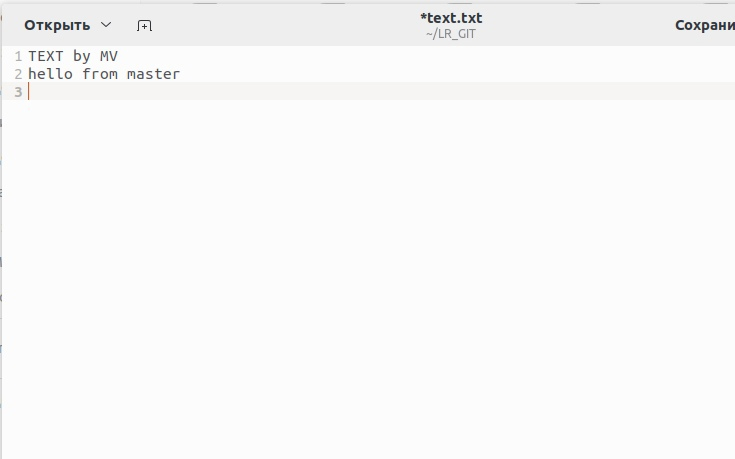 Открыть
*text.txt
~/LR_GIT
Сохрани
1 TEXT by MV
2 hello from master
3